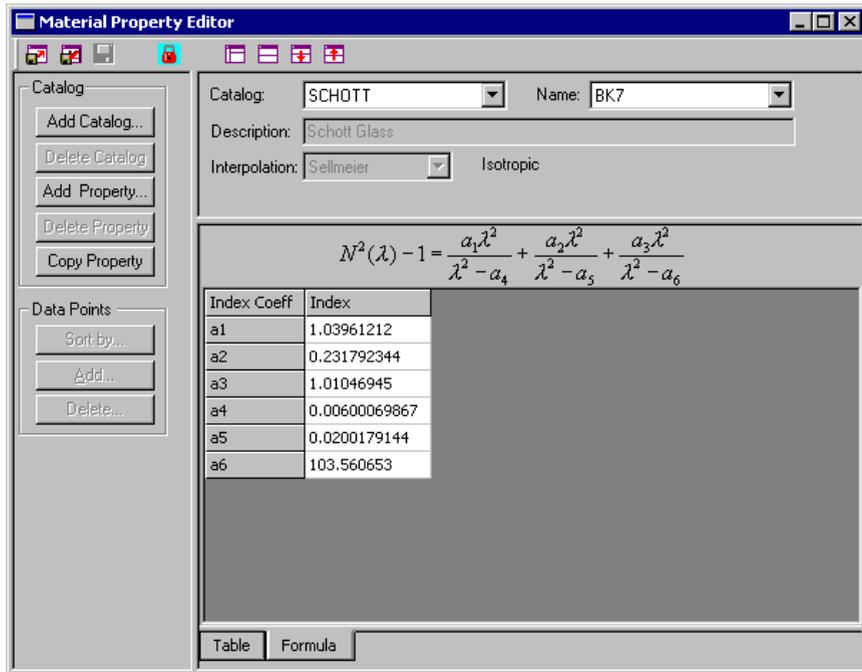 Material Property Editor
Catalog
Add Catalog...
Delete Catalog
Add Property...
Delete Property
Copy Property
Data Points
Sort by...
Add...
Delete...
Catalog: SCHOTT Name: BK7
Description: Schott Glass
Interpolation: Sellmeier Isotropic
N²(λ) − 1 = a₁λ²/(λ² − a₄) + a₂λ²/(λ² − a₅) + a₃λ²/(λ² − a₆)
Index Coeff Index
a1 1.03961212
a2 0.231792344
a3 1.01046945
a4 0.00600069867
a5 0.0200179144
a6 103.560653
Table Formula